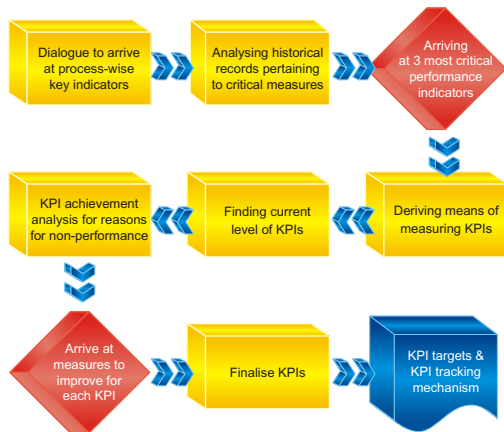 Dialogue to arrive
at process-wise
key indicators
Analysing historical
records pertaining
to critical measures
Arriving
at 3 most critical
performance
indicators
Deriving means of
measuring KPIs
Finding current
level of KPIs
KPI achievement
analysis for reasons
for non-performance
Arrive at
measures to
improve for
each KPI
Finalise KPIs
KPI targets &
KPI tracking
mechanism